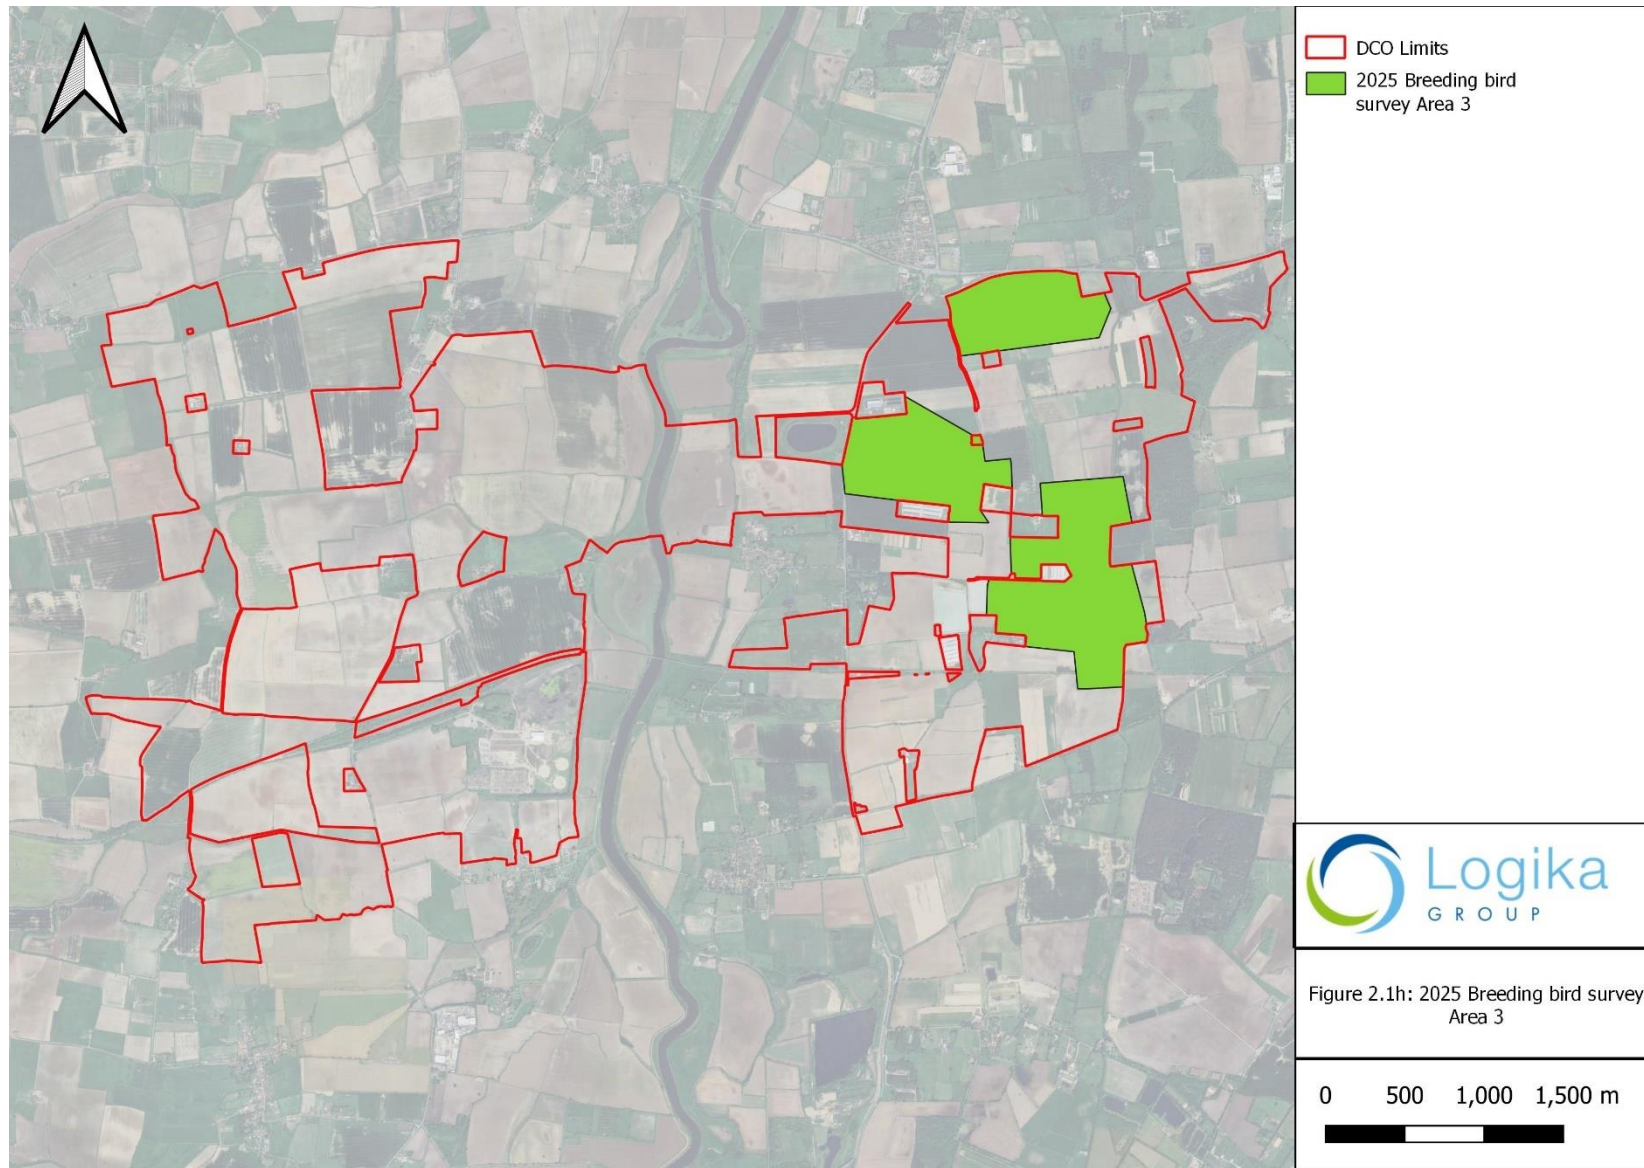 DCO Limits
2025 Breeding bird
survey Area 3
Logika
GROUP
Figure 2.1h: 2025 Breeding bird survey
Area 3
0 500 1,000 1,500 m